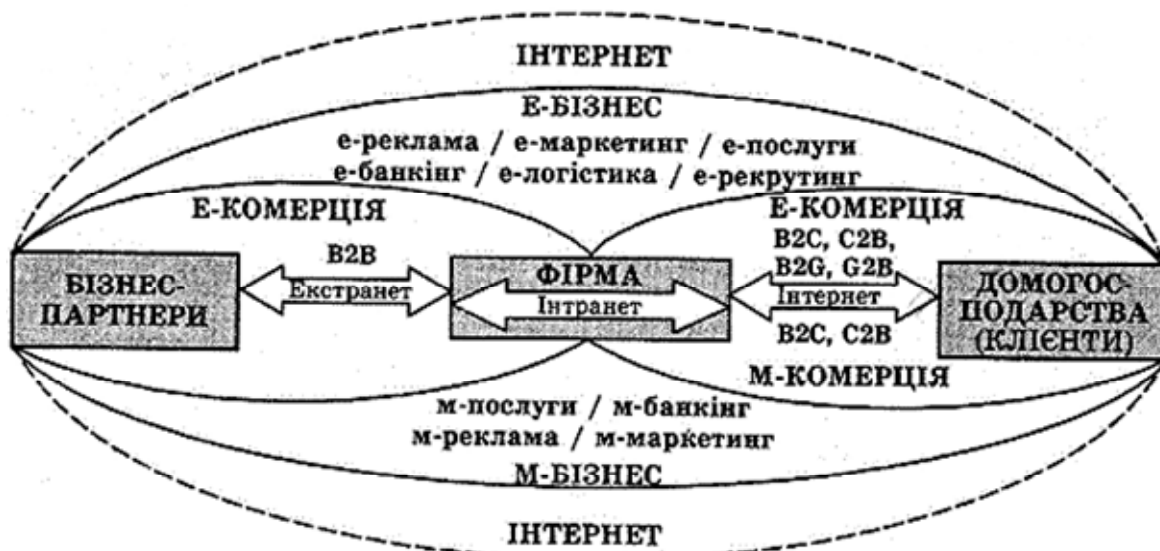 ІНТЕРНЕТ
Е-БІЗНЕС
е-реклама / е-маркетинг / е-послуги
е-банкінг / е-логістика / е-рекрутинг
Е-КОМЕРЦІЯ
Е-КОМЕРЦІЯ
БІЗНЕС-
ПАРТНЕРИ
B2B
Екстранет
ФІРМА
Інтранет
B2C, C2B,
B2G, G2B
Інтернет
B2C, C2B
ДОМОГОС-
ПОДАРСТВА
(КЛІЄНТИ)
М-КОМЕРЦІЯ
м-послуги / м-банкінг
м-реклама / м-маркетинг
М-БІЗНЕС
ІНТЕРНЕТ